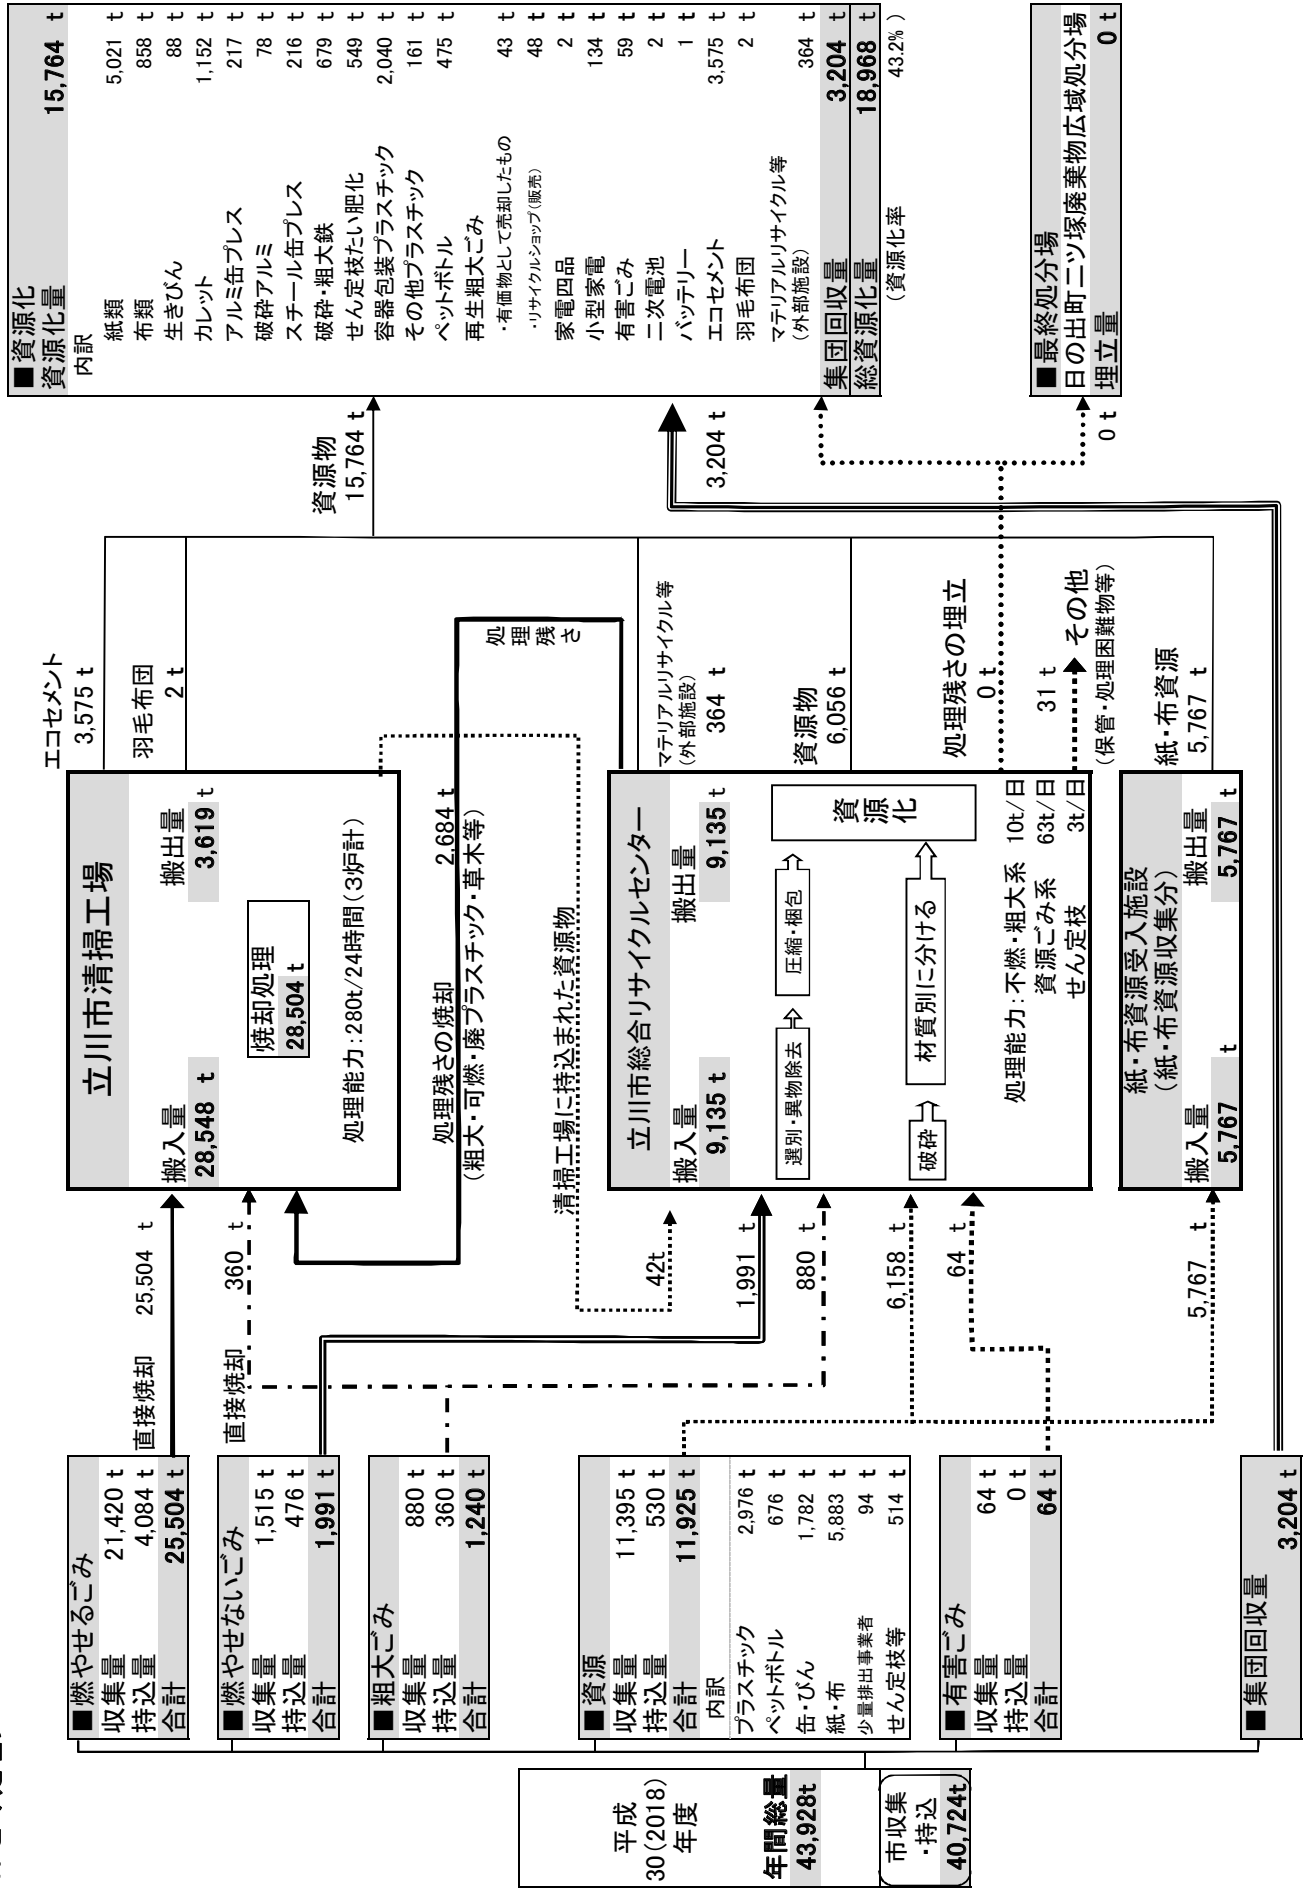 平成
30(2018)
年度
年間総量
43,928t
市収集
・持込
40,724t
■燃やせるごみ
収集量 21,420 t
持込量 4,084 t
合計 25,504 t
■燃やせないごみ
収集量 1,515 t
持込量 476 t
合計 1,991 t
■粗大ごみ
収集量 880 t
持込量 360 t
合計 1,240 t
■資源
収集量 11,395 t
持込量 530 t
合計 11,925 t
内訳
プラスチック 2,976 t
ペットボトル 676 t
缶・びん 1,782 t
紙・布 5,883 t
少量排出事業者 94 t
せん定枝等 514 t
■有害ごみ
収集量 64 t
持込量 0 t
合計 64 t
■集団回収量
3,204 t
直接焼却 25,504 t
直接焼却 360 t
42t
1,991 t
880 t
6,158 t
64 t
5,767 t
立川市清掃工場
搬入量 搬出量
28,548 t 3,619 t
焼却処理
28,504 t
処理能力:280t/24時間(3炉計)
処理残さの焼却 2,684 t
(粗大・可燃・廃プラスチック・草木等)
清掃工場に持込まれた資源物
立川市総合リサイクルセンター
搬入量 搬出量
9,135 t 9,135 t
選別・異物除去 圧縮・梱包
資源化
破砕 材質別に分ける
処理能力:不燃・粗大系 10t/日
資源ごみ系 63t/日
せん定枝 3t/日
紙・布資源受入施設
(紙・布資源収集分)
搬入量 搬出量
5,767 t 5,767 t
エコセメント
3,575 t
羽毛布団
2 t
処理残さ
マテリアルリサイクル等
(外部施設)
364 t
資源物
6,056 t
処理残さの埋立
0 t
31 t その他
(保管・処理困難物等)
紙・布資源
5,767 t
資源物
15,764 t
3,204 t
0 t
■資源化
資源化量 15,764 t
内訳
紙類 5,021 t
布類 858 t
生きびん 88 t
カレット 1,152 t
アルミ缶プレス 217 t
破砕アルミ 78 t
スチール缶プレス 216 t
破砕・粗大鉄 679 t
せん定枝たい肥化 549 t
容器包装プラスチック 2,040 t
その他プラスチック 161 t
ペットボトル 475 t
再生粗大ごみ
・有価物として売却したもの 43 t
・リサイクルショップ(販売) 48 t
家電四品 2 t
小型家電 134 t
有害ごみ 59 t
二次電池 2 t
バッテリー 1 t
エコセメント 3,575 t
羽毛布団 2 t
マテリアルリサイクル等
(外部施設) 364 t
集団回収量 3,204 t
総資源化量 18,968 t
(資源化率 43.2% )
■最終処分場
日の出町二ツ塚廃棄物広域処分場
埋立量 0 t